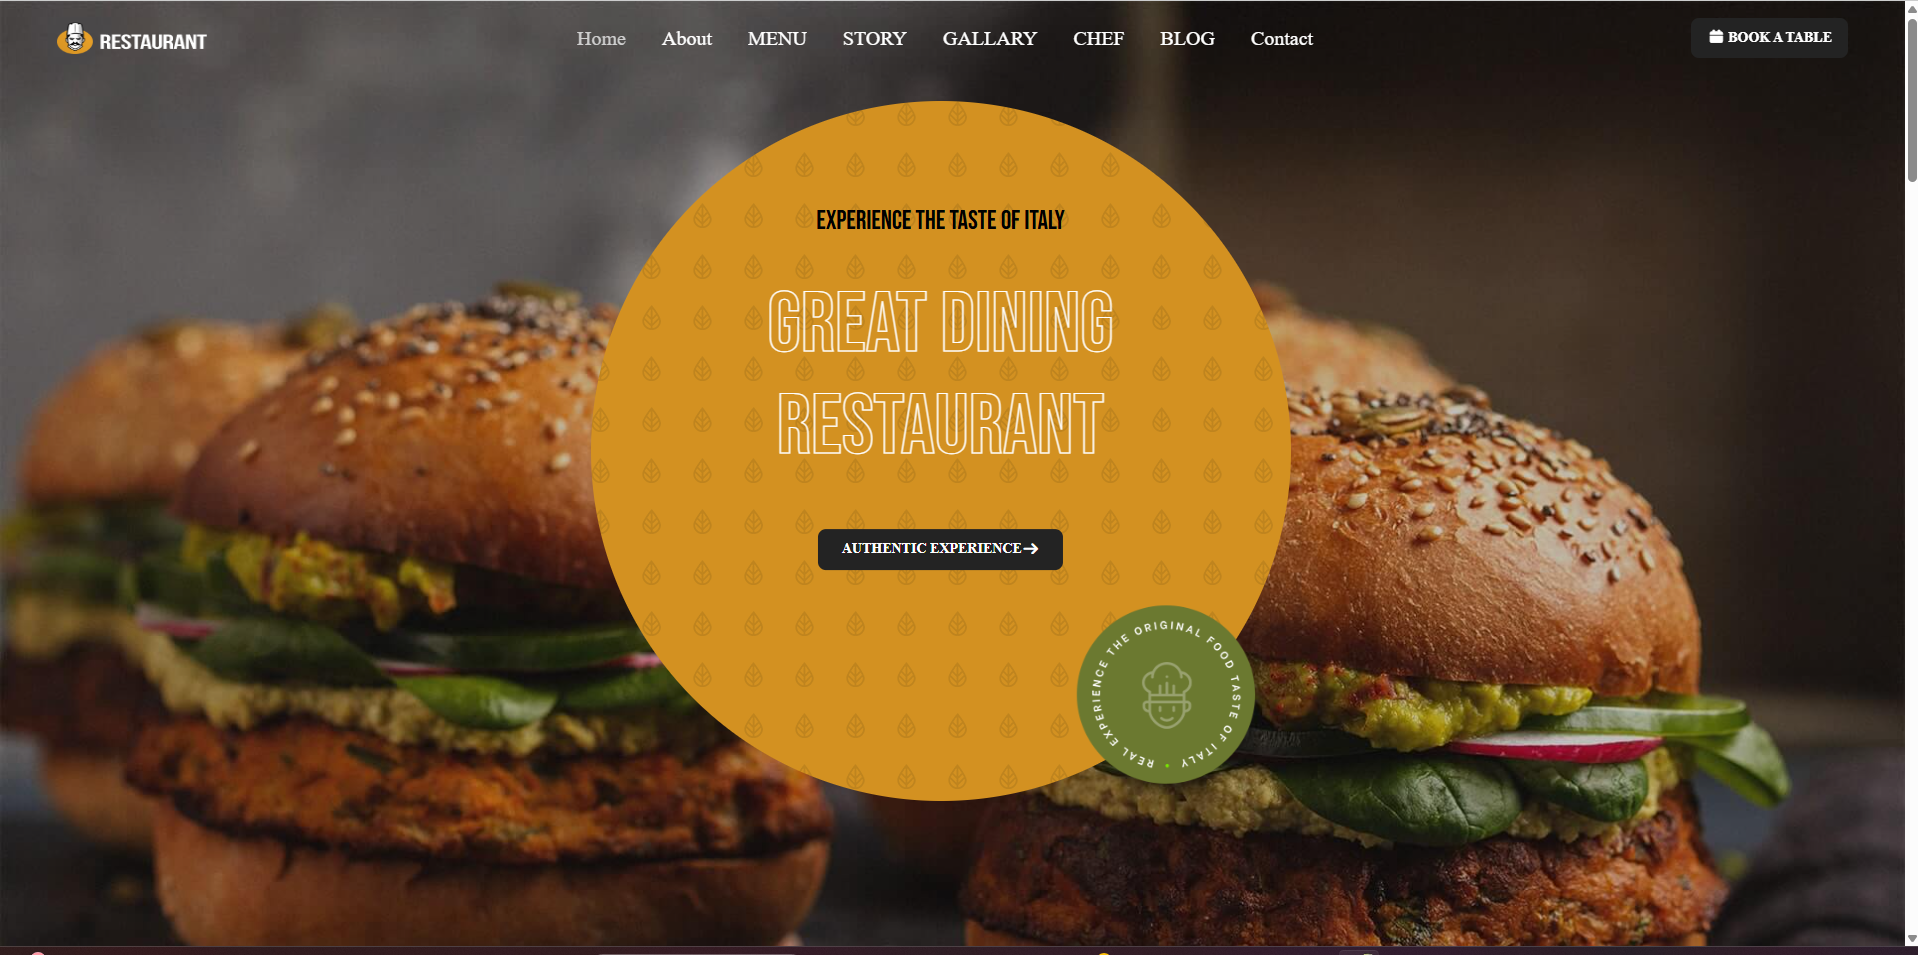 RESTAURANT
Home About MENU STORY GALLARY CHEF BLOG Contact
BOOK A TABLE
EXPERIENCE THE TASTE OF ITALY
GREAT DINING
RESTAURANT
AUTHENTIC EXPERIENCE
REAL EXPERIENCE THE ORIGINAL FOOD TASTE OF ITALY